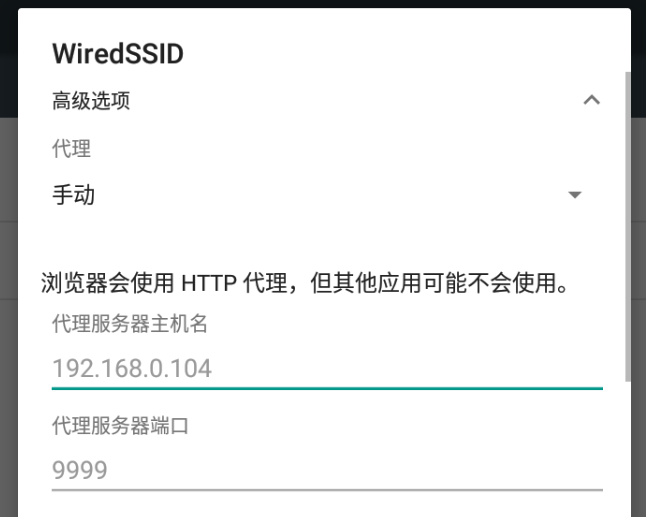 WiredSSID
高级选项
代理
手动
浏览器会使用 HTTP 代理，但其他应用可能不会使用。
代理服务器主机名
192.168.0.104
代理服务器端口
9999